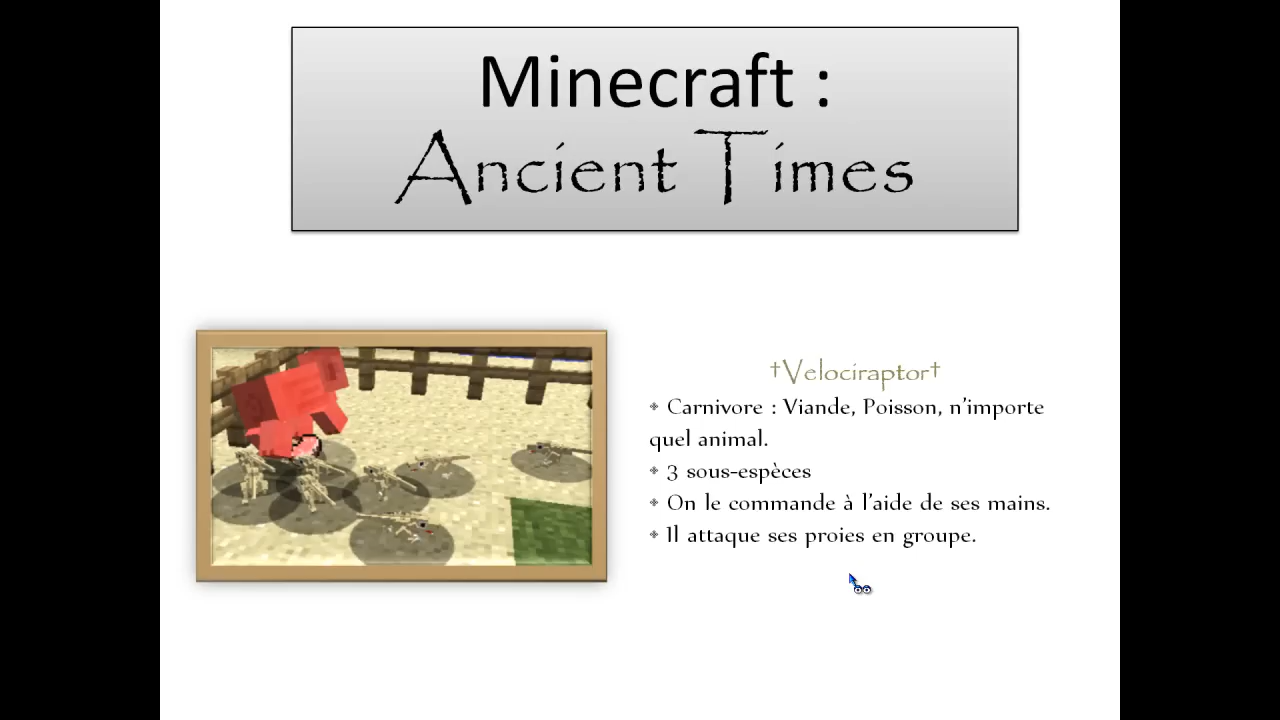 Minecraft :
Ancient Times
†Velociraptor†
Carnivore : Viande, Poisson, n’importe
quel animal.
3 sous-espèces
On le commande à l’aide de ses mains.
Il attaque ses proies en groupe.